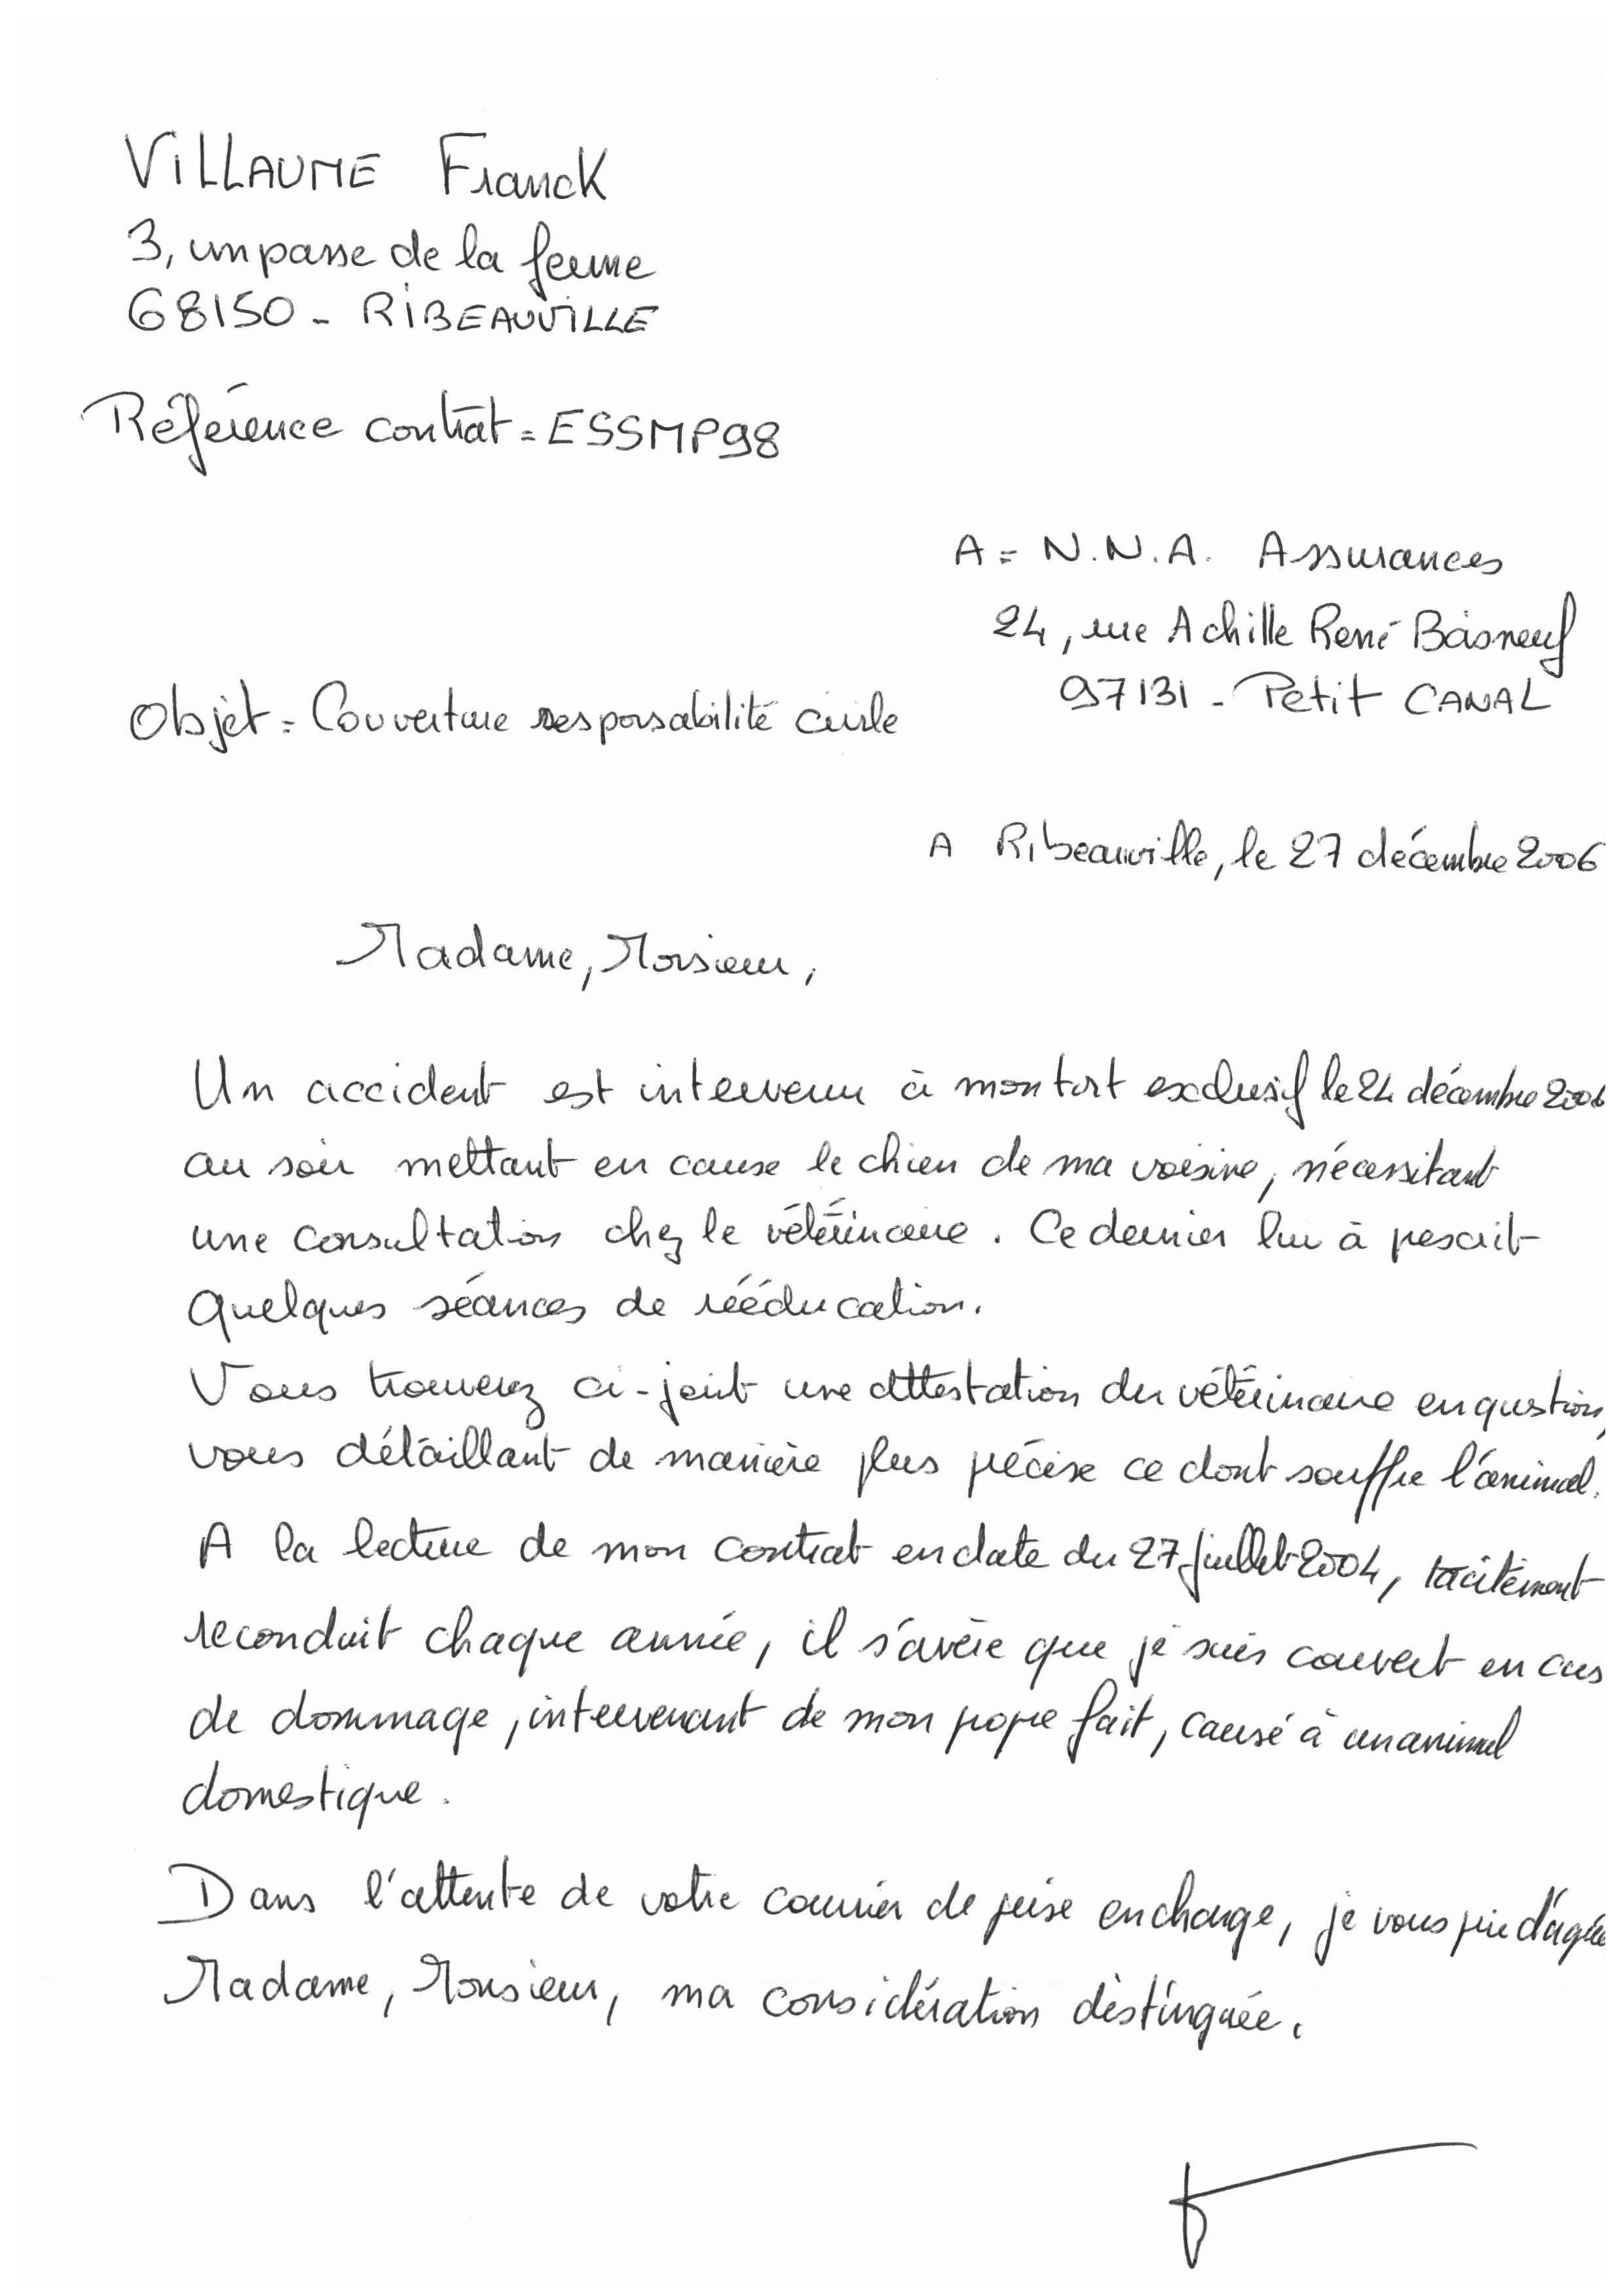 VILLAUME Franck
3, impasse de la ferme
68150 - RIBEAUVILLE
Référence contrat = ESSMP98
A = N.N.A. Assurances
24, rue Achille René Boisneuf
97131 - Petit CANAL
Objet = Couverture responsabilité civile
A Ribeauville, le 27 décembre 2006
Madame, Monsieur,
Un accident est intervenu à mon tort exclusif le 24 décembre 2006
au soir mettant en cause le chien de ma voisine, nécessitant
une consultation chez le vétérinaire. Ce dernier lui à prescrit
quelques séances de rééducation.
Vous trouverez ci-joint une attestation du vétérinaire en question,
vous détaillant de manière plus précise ce dont souffre l'animal.
A la lecture de mon contrat en date du 27 juillet 2004, tacitement
reconduit chaque année, il s'avère que je suis couvert en cas
de dommage, intervenant de mon propre fait, causé à un animal
domestique.
Dans l'attente de votre courrier de prise en charge, je vous prie d'agréer
Madame, Monsieur, ma considération distinguée.